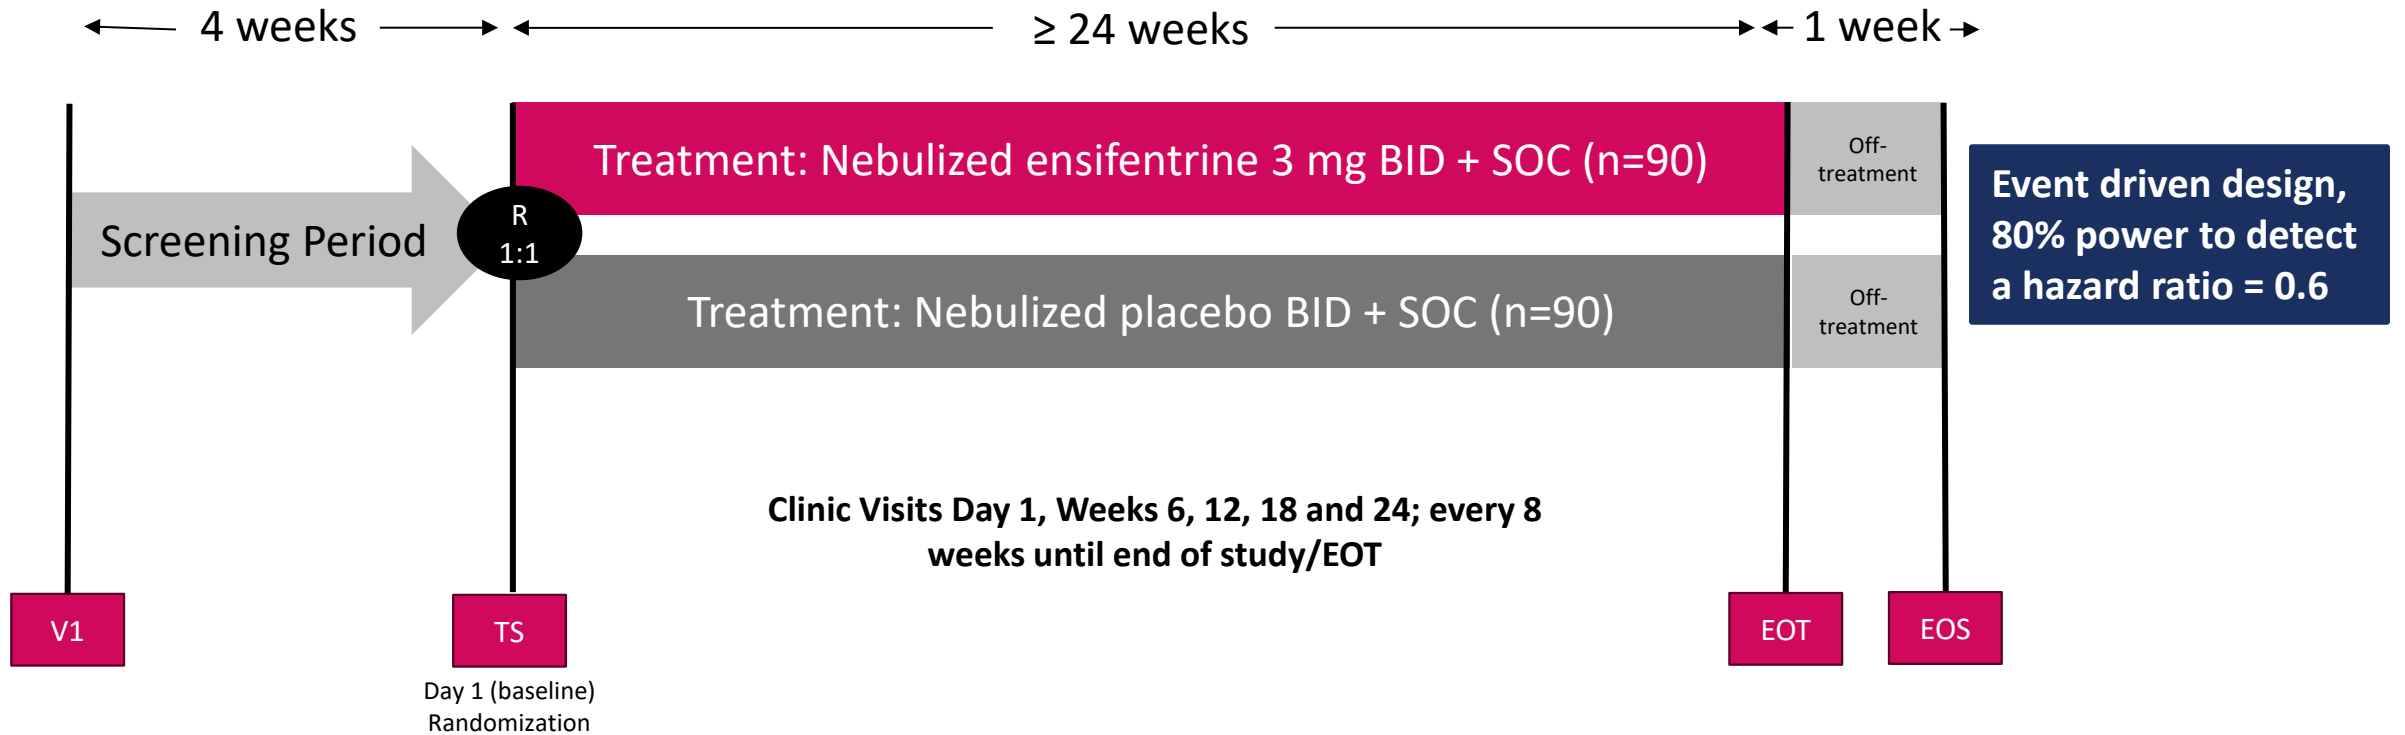 4 weeks
≥ 24 weeks
1 week
Treatment: Nebulized ensifentrine 3 mg BID + SOC (n=90)
Off-
treatment
Screening Period
R
1:1
Event driven design,
80% power to detect
a hazard ratio = 0.6
Treatment: Nebulized placebo BID + SOC (n=90)
Off-
treatment
Clinic Visits Day 1, Weeks 6, 12, 18 and 24; every 8
weeks until end of study/EOT
V1
TS
EOT
EOS
Day 1 (baseline)
Randomization